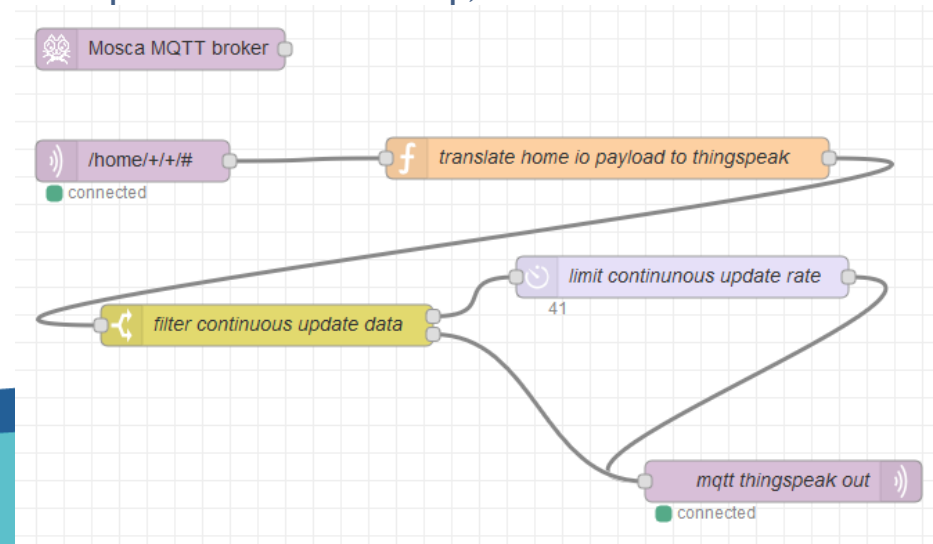 Mosca MQTT broker
/home/+/+/#
connected
translate home io payload to thingspeak
limit continunous update rate
41
filter continuous update data
mqtt thingspeak out
connected